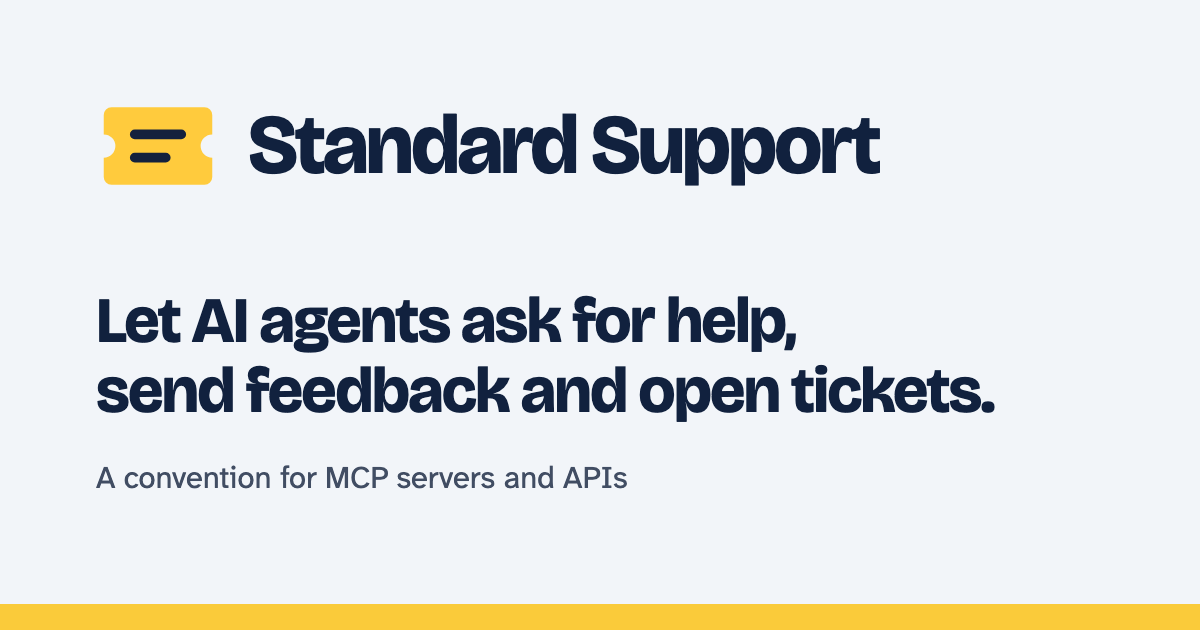 Standard Support
Let AI agents ask for help,
send feedback and open tickets.
A convention for MCP servers and APIs